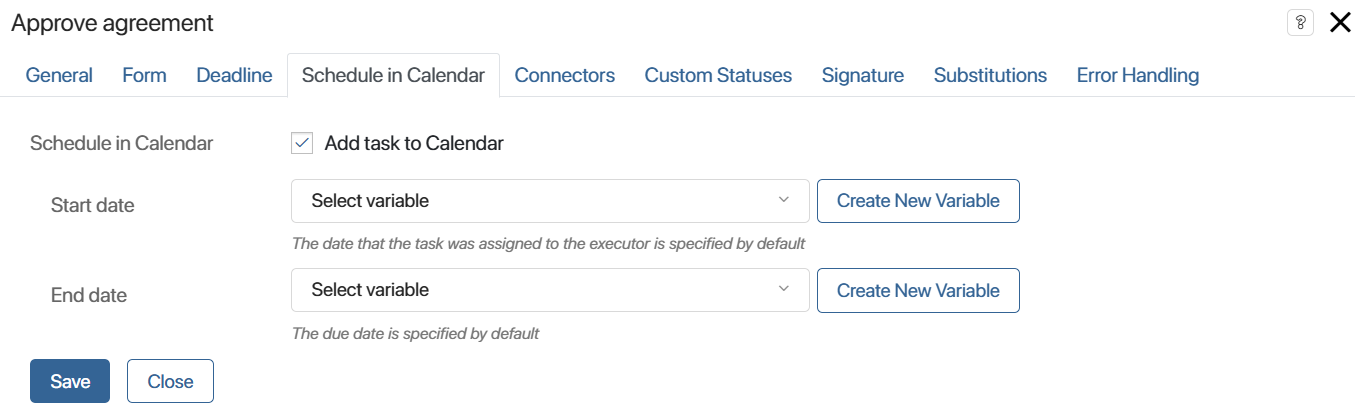 Approve agreement ?
General Form Deadline Schedule in Calendar Connectors Custom Statuses Signature Substitutions Error Handling
Schedule in Calendar Add task to Calendar
Start date Select variable Create New Variable
The date that the task was assigned to the executor is specified by default
End date Select variable Create New Variable
The due date is specified by default
Save Close